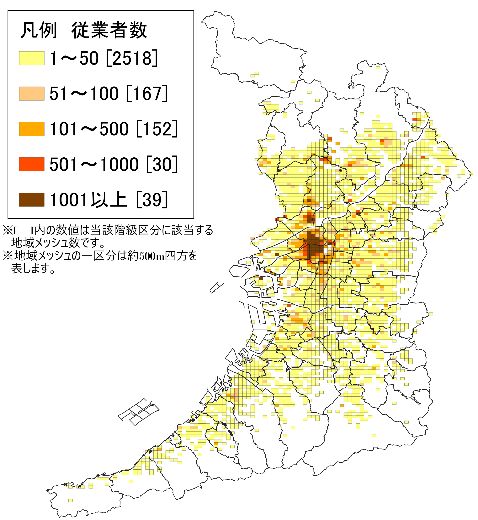 凡例 従業者数
1～50 [2518]
51～100 [167]
101～500 [152]
501～1000 [30]
1001以上 [39]
※[ ]内の数値は当該階級区分に該当する
地域メッシュ数です。
※地域メッシュの一区分は約500m四方を
表します。